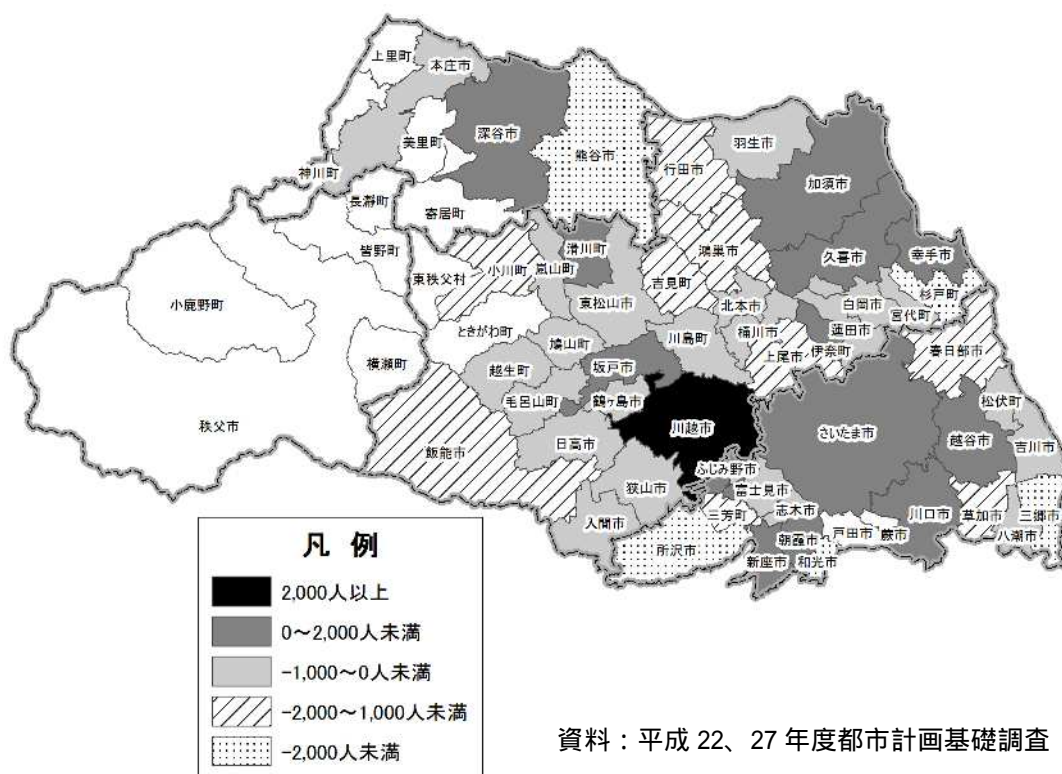 上里町
本庄市
深谷市
熊谷市
美里町
神川町
長瀞町
寄居町
皆野町
行田市
羽生市
加須市
鴻巣市
久喜市
幸手市
杉戸町
白岡市
宮代町
小鹿野町
東秩父村
小川町
嵐山町
滑川町
吉見町
東松山市
北本市
桶川市
蓮田市
伊奈町
上尾市
春日部市
ときがわ町
横瀬町
鳩山町
川島町
越生町
坂戸市
毛呂山町
鶴ヶ島市
松伏町
秩父市
川越市
さいたま市
越谷市
吉川市
飯能市
日高市
ふじみ野市
狭山市
富士見市
三芳町
志木市
入間市
所沢市
川口市
草加市
三郷市
八潮市
戸田市
蕨市
朝霞市
新座市
和光市
凡 例
2,000人以上
0～2,000人未満
-1,000～0人未満
-2,000～1,000人未満
-2,000人未満
資料：平成 22、27 年度都市計画基礎調査